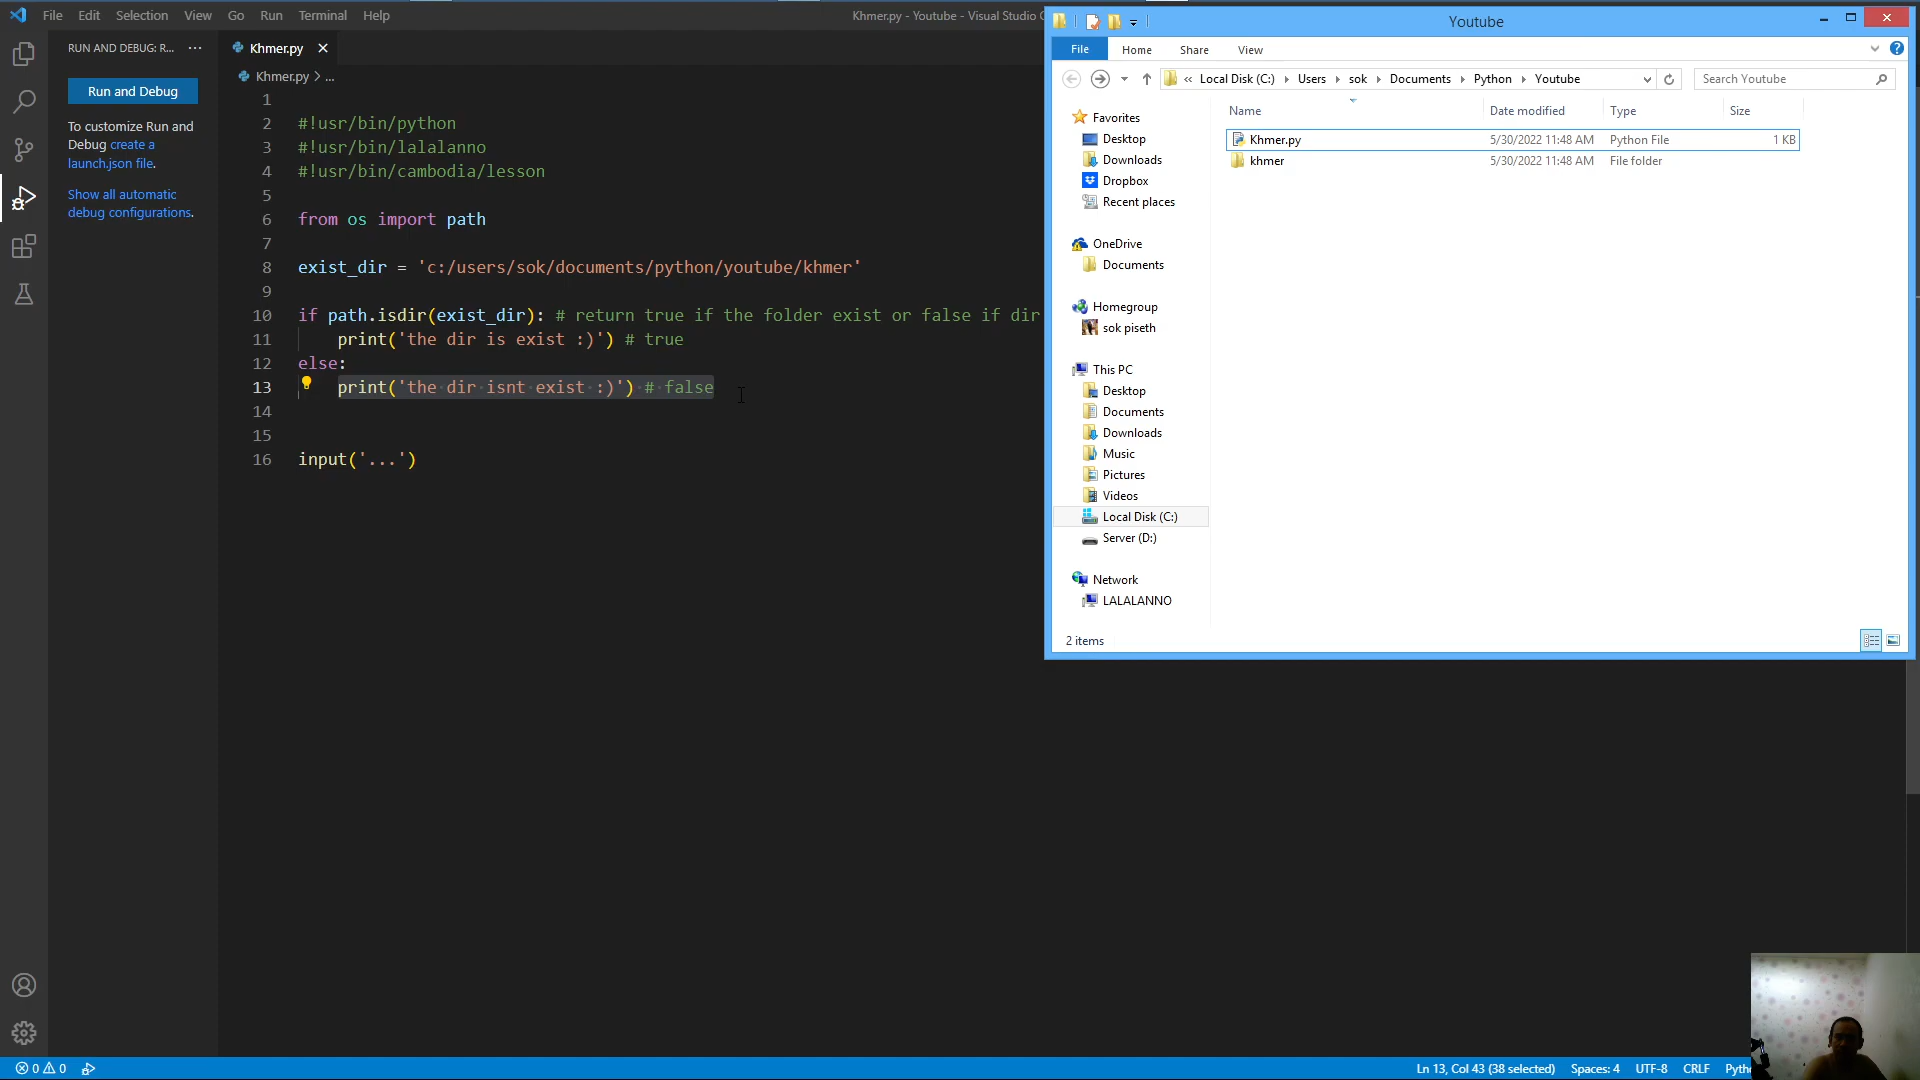 File Edit Selection View Go Run Terminal Help
Khmer.py - Youtube - Visual Studio
RUN AND DEBUG: R... ...
Run and Debug
To customize Run and
Debug create a
launch.json file.
Show all automatic
debug configurations.
Khmer.py
Khmer.py > ...
1
2 #!usr/bin/python
3 #!usr/bin/lalalanno
4 #!usr/bin/cambodia/lesson
5
6 from os import path
7
8 exist_dir = 'c:/users/sok/documents/python/youtube/khmer'
9
10 if path.isdir(exist_dir): # return true if the folder exist or false if dir
11 print('the dir is exist :)') # true
12 else:
13 print('the dir isnt exist :)') # false
14
15
16 input('...')
Youtube
File Home Share View
« Local Disk (C:) Users sok Documents Python Youtube
Search Youtube
Favorites
Desktop
Downloads
Dropbox
Recent places
OneDrive
Documents
Homegroup
sok piseth
This PC
Desktop
Documents
Downloads
Music
Pictures
Videos
Local Disk (C:)
Server (D:)
Network
LALALANNO
Name Date modified Type Size
Khmer.py 5/30/2022 11:48 AM Python File 1 KB
khmer 5/30/2022 11:48 AM File folder
2 items
0 0
Ln 13, Col 43 (38 selected) Spaces: 4 UTF-8 CRLF